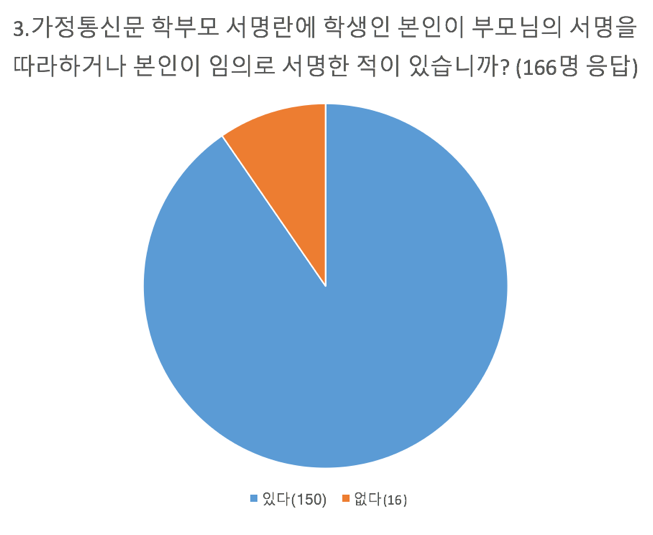 3.가정통신문 학부모 서명란에 학생인 본인이 부모님의 서명을
따라하거나 본인이 임의로 서명한 적이 있습니까? (166명 응답)
있다(150) 없다(16)